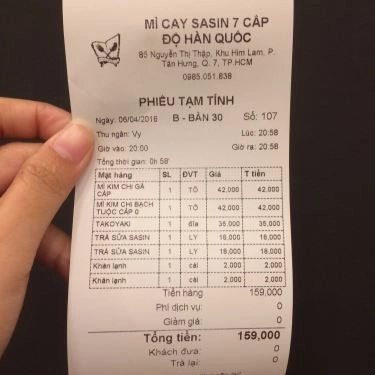 MÌ CAY SASIN 7 CẤP
ĐỘ HÀN QUỐC
85 Nguyễn Thị Thập, Khu Him Lam, P.
Tân Hưng, Q. 7, TP.HCM
0985.051.638
PHIẾU TẠM TÍNH
Ngày: 06/04/2018 B - BÀN 30 Số: 107
Thu ngân: Vy Lúc: 20:58
Giờ vào: 20:00 Giờ ra: 20:58
Tổng thời gian: 0h 58'
Mặt hàng SL ĐVT Giá T tiền
MÌ KIM CHI GÀ CẤP 1 TÔ 42,000 42,000
MÌ KIM CHI BẠCH TUỘC CẤP 0 1 TÔ 42,000 42,000
TAKOYAKI 1 dĩa 35,000 35,000
TRÀ SỮA SASIN 1 LY 18,000 18,000
TRÀ SỮA SASIN 1 LY 18,000 18,000
Khăn lạnh 1 cái 2,000 2,000
Khăn lạnh 1 cái 2,000 2,000
Tiền hàng 159,000
Phí dịch vụ: 0
Giảm giá: 0
Tổng tiền: 159,000
Khách đưa: 0
Trả lại: 0